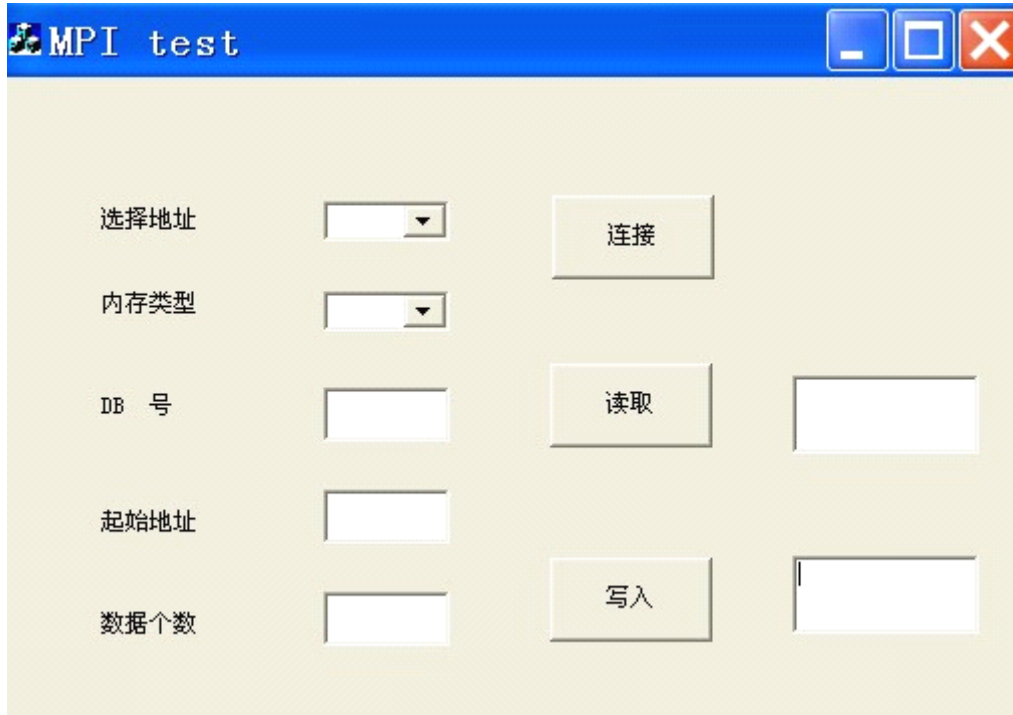 MPI test
选择地址
连接
内存类型
DB 号
读取
起始地址
写入
数据个数